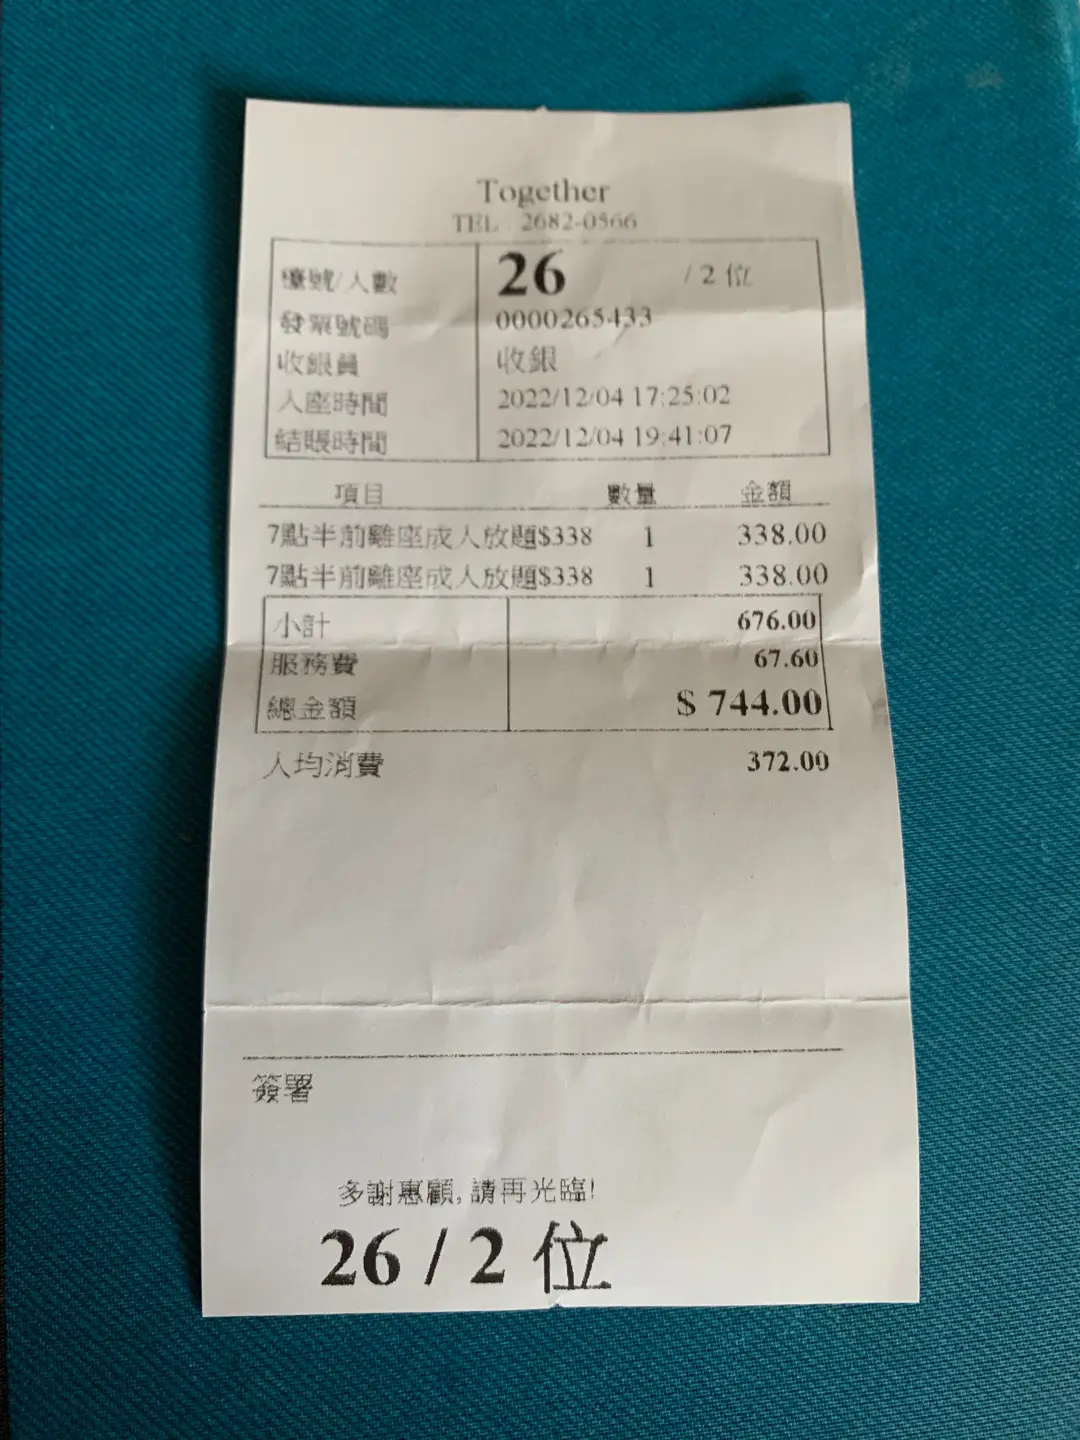 Together
TEL : 2682-0566
檯號/人數 26 / 2 位
發票號碼 0000265433
收銀員 收銀
入座時間 2022/12/04 17:25:02
結賬時間 2022/12/04 19:41:07
項目 數量 金額
7點半前離座成人放題$338 1 338.00
7點半前離座成人放題$338 1 338.00
小計 676.00
服務費 67.60
總金額 $ 744.00
人均消費 372.00
簽署
多謝惠顧,請再光臨!
26 / 2 位